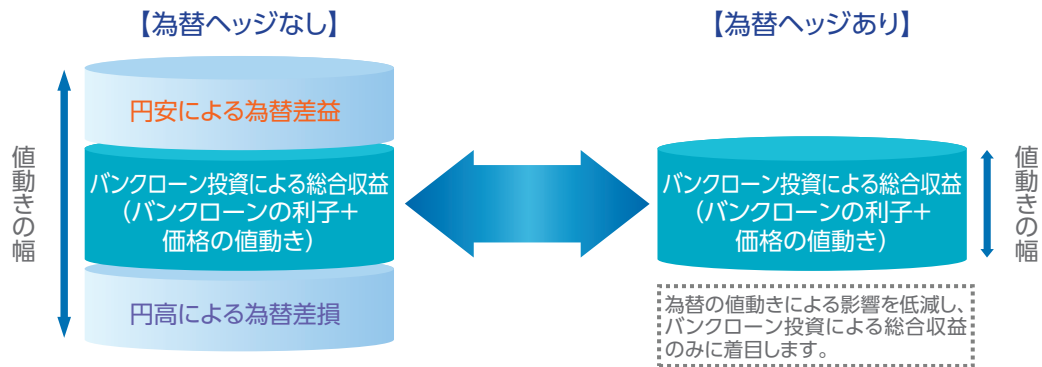 【為替ヘッジなし】
円安による為替差益
バンクローン投資による総合収益
（バンクローンの利子＋
価格の値動き）
円高による為替差損
値動きの幅
【為替ヘッジあり】
バンクローン投資による総合収益
（バンクローンの利子＋
価格の値動き）
値動きの幅
為替の値動きによる影響を低減し、
バンクローン投資による総合収益
のみに着目します。